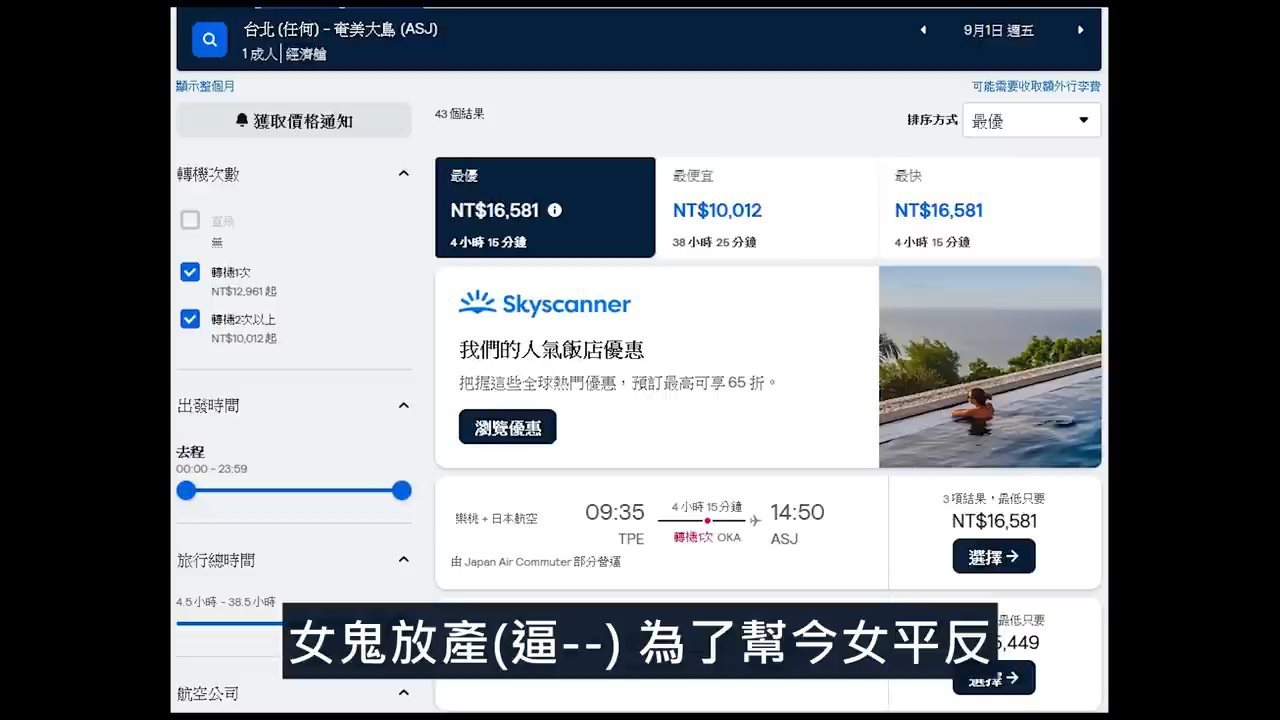 台北 (任何) - 奄美大島 (ASJ)
1 成人 | 經濟艙
9月1日 週五
顯示整個月
可能需要收取額外行李費
獲取價格通知
43 個結果
排序方式
最優
轉機次數
直飛
無
轉機1次
NT$12,961 起
轉機2次以上
NT$10,012 起
最優
NT$16,581
4 小時 15 分鐘
最便宜
NT$10,012
38 小時 25 分鐘
最快
NT$16,581
4 小時 15 分鐘
Skyscanner
我們的人氣飯店優惠
把握這些全球熱門優惠，預訂最高可享 65 折。
瀏覽優惠
出發時間
去程
00:00 - 23:59
樂桃 + 日本航空
09:35
TPE
4 小時 15 分鐘
轉機1次 OKA
14:50
ASJ
由 Japan Air Commuter 部分營運
3 項結果，最低只要
NT$16,581
選擇
旅行總時間
4.5 小時 - 38.5 小時
低只要
5,449
選擇
航空公司
女鬼放產(逼--) 為了幫今女平反